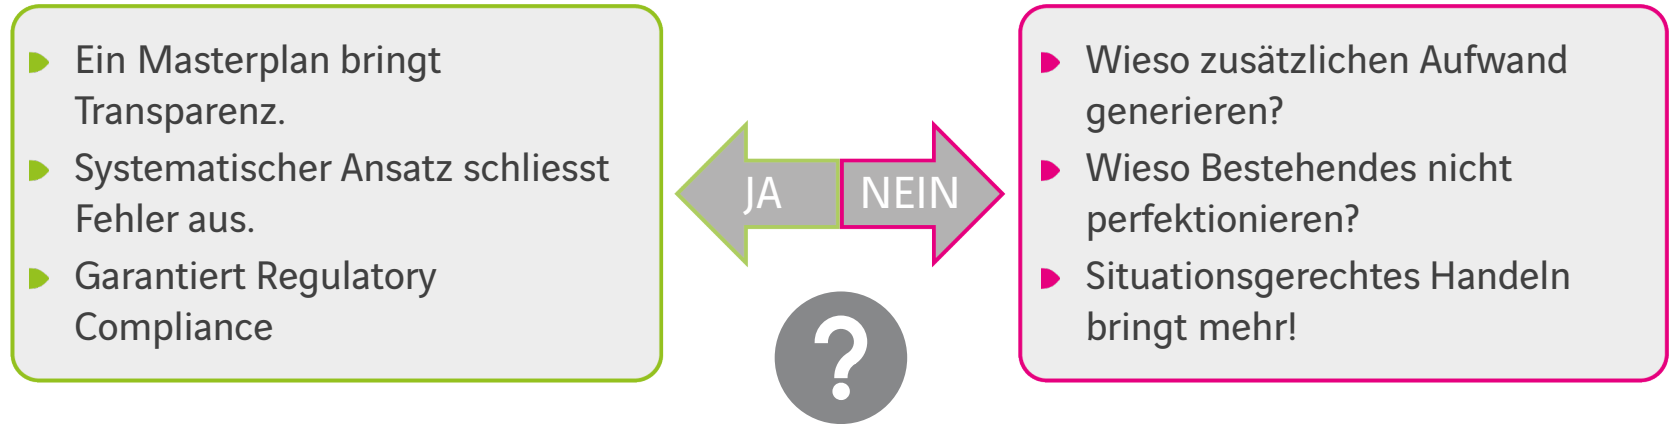 Ein Masterplan bringt
Transparenz.
Systematischer Ansatz schliesst
Fehler aus.
Garantiert Regulatory
Compliance
JA
NEIN
?
Wieso zusätzlichen Aufwand
generieren?
Wieso Bestehendes nicht
perfektionieren?
Situationsgerechtes Handeln
bringt mehr!